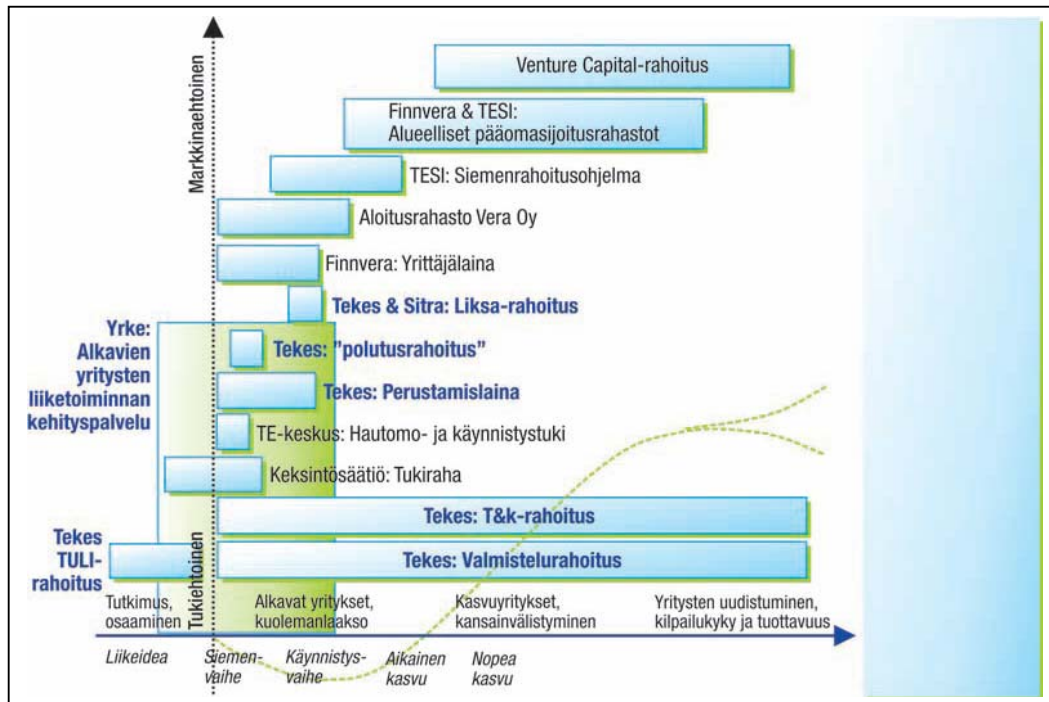 Markkinaehtoinen
Venture Capital-rahoitus
Finnvera & TESI:
Alueelliset pääomasijoitusrahastot
TESI: Siemenrahoitusohjelma
Aloitusrahasto Vera Oy
Finnvera: Yrittäjälaina
Tekes & Sitra: Liksa-rahoitus
Yrke:
Alkavien
yritysten
liiketoiminnan
kehityspalvelu
Tekes: ”polutusrahoitus”
Tekes: Perustamislaina
TE-keskus: Hautomo- ja käynnistystuki
Keksintösäätiö: Tukiraha
Tekes: T&k-rahoitus
Tekes
TULI-
rahoitus
Tekes: Valmistelurahoitus
Tukiehtoinen
Tutkimus,
osaaminen
Alkavat yritykset,
kuolemanlaakso
Kasvuyritykset,
kansainvälistyminen
Yritysten uudistuminen,
kilpailukyky ja tuottavuus
Liikeidea
Siemen-
vaihe
Käynnistys-
vaihe
Aikainen
kasvu
Nopea
kasvu